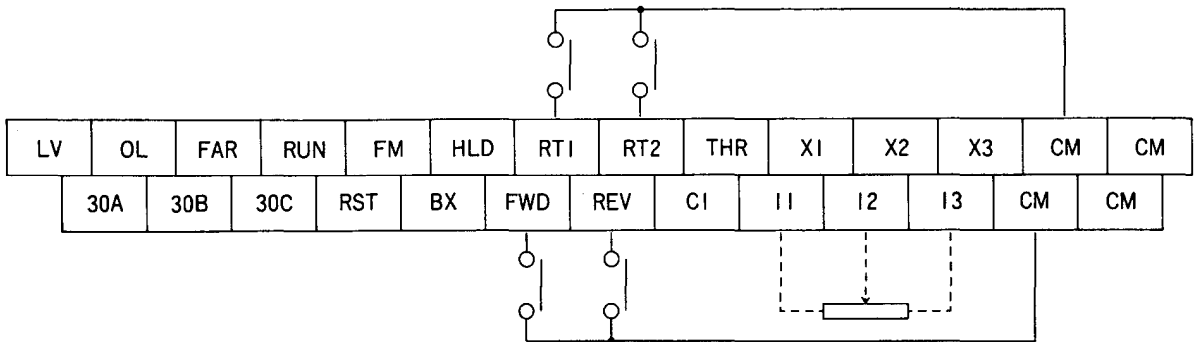 LV OL FAR RUN FM HLD RT1 RT2 THR X1 X2 X3 CM CM
30A 30B 30C RST BX FWD REV C1 11 12 13 CM CM